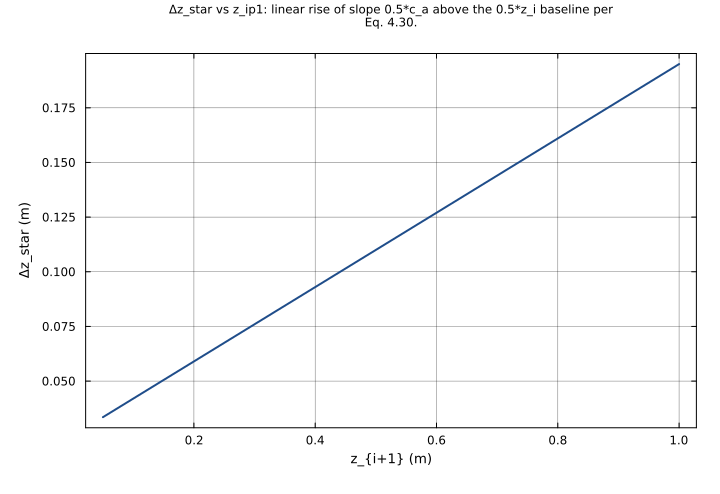 Δz_star vs z_ip1: linear rise of slope 0.5*c_a above the 0.5*z_i baseline per
Eq. 4.30.
0.175
0.150
0.125
0.100
0.075
0.050
Δz_star (m)
0.2 0.4 0.6 0.8 1.0
z_{i+1} (m)